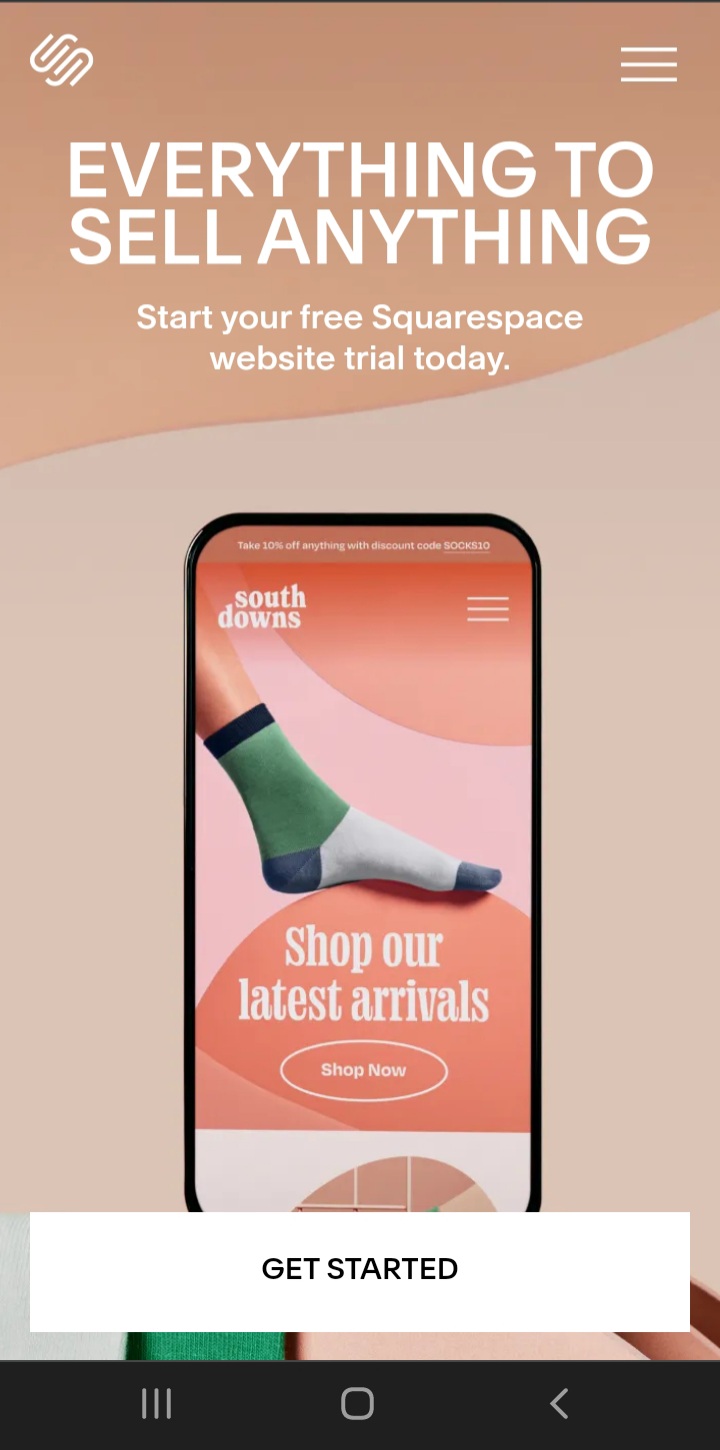 EVERYTHING TO
SELL ANYTHING
Start your free Squarespace
website trial today.
Take 10% off anything with discount code SOCKS10
south
downs
Shop our
latest arrivals
Shop Now
GET STARTED